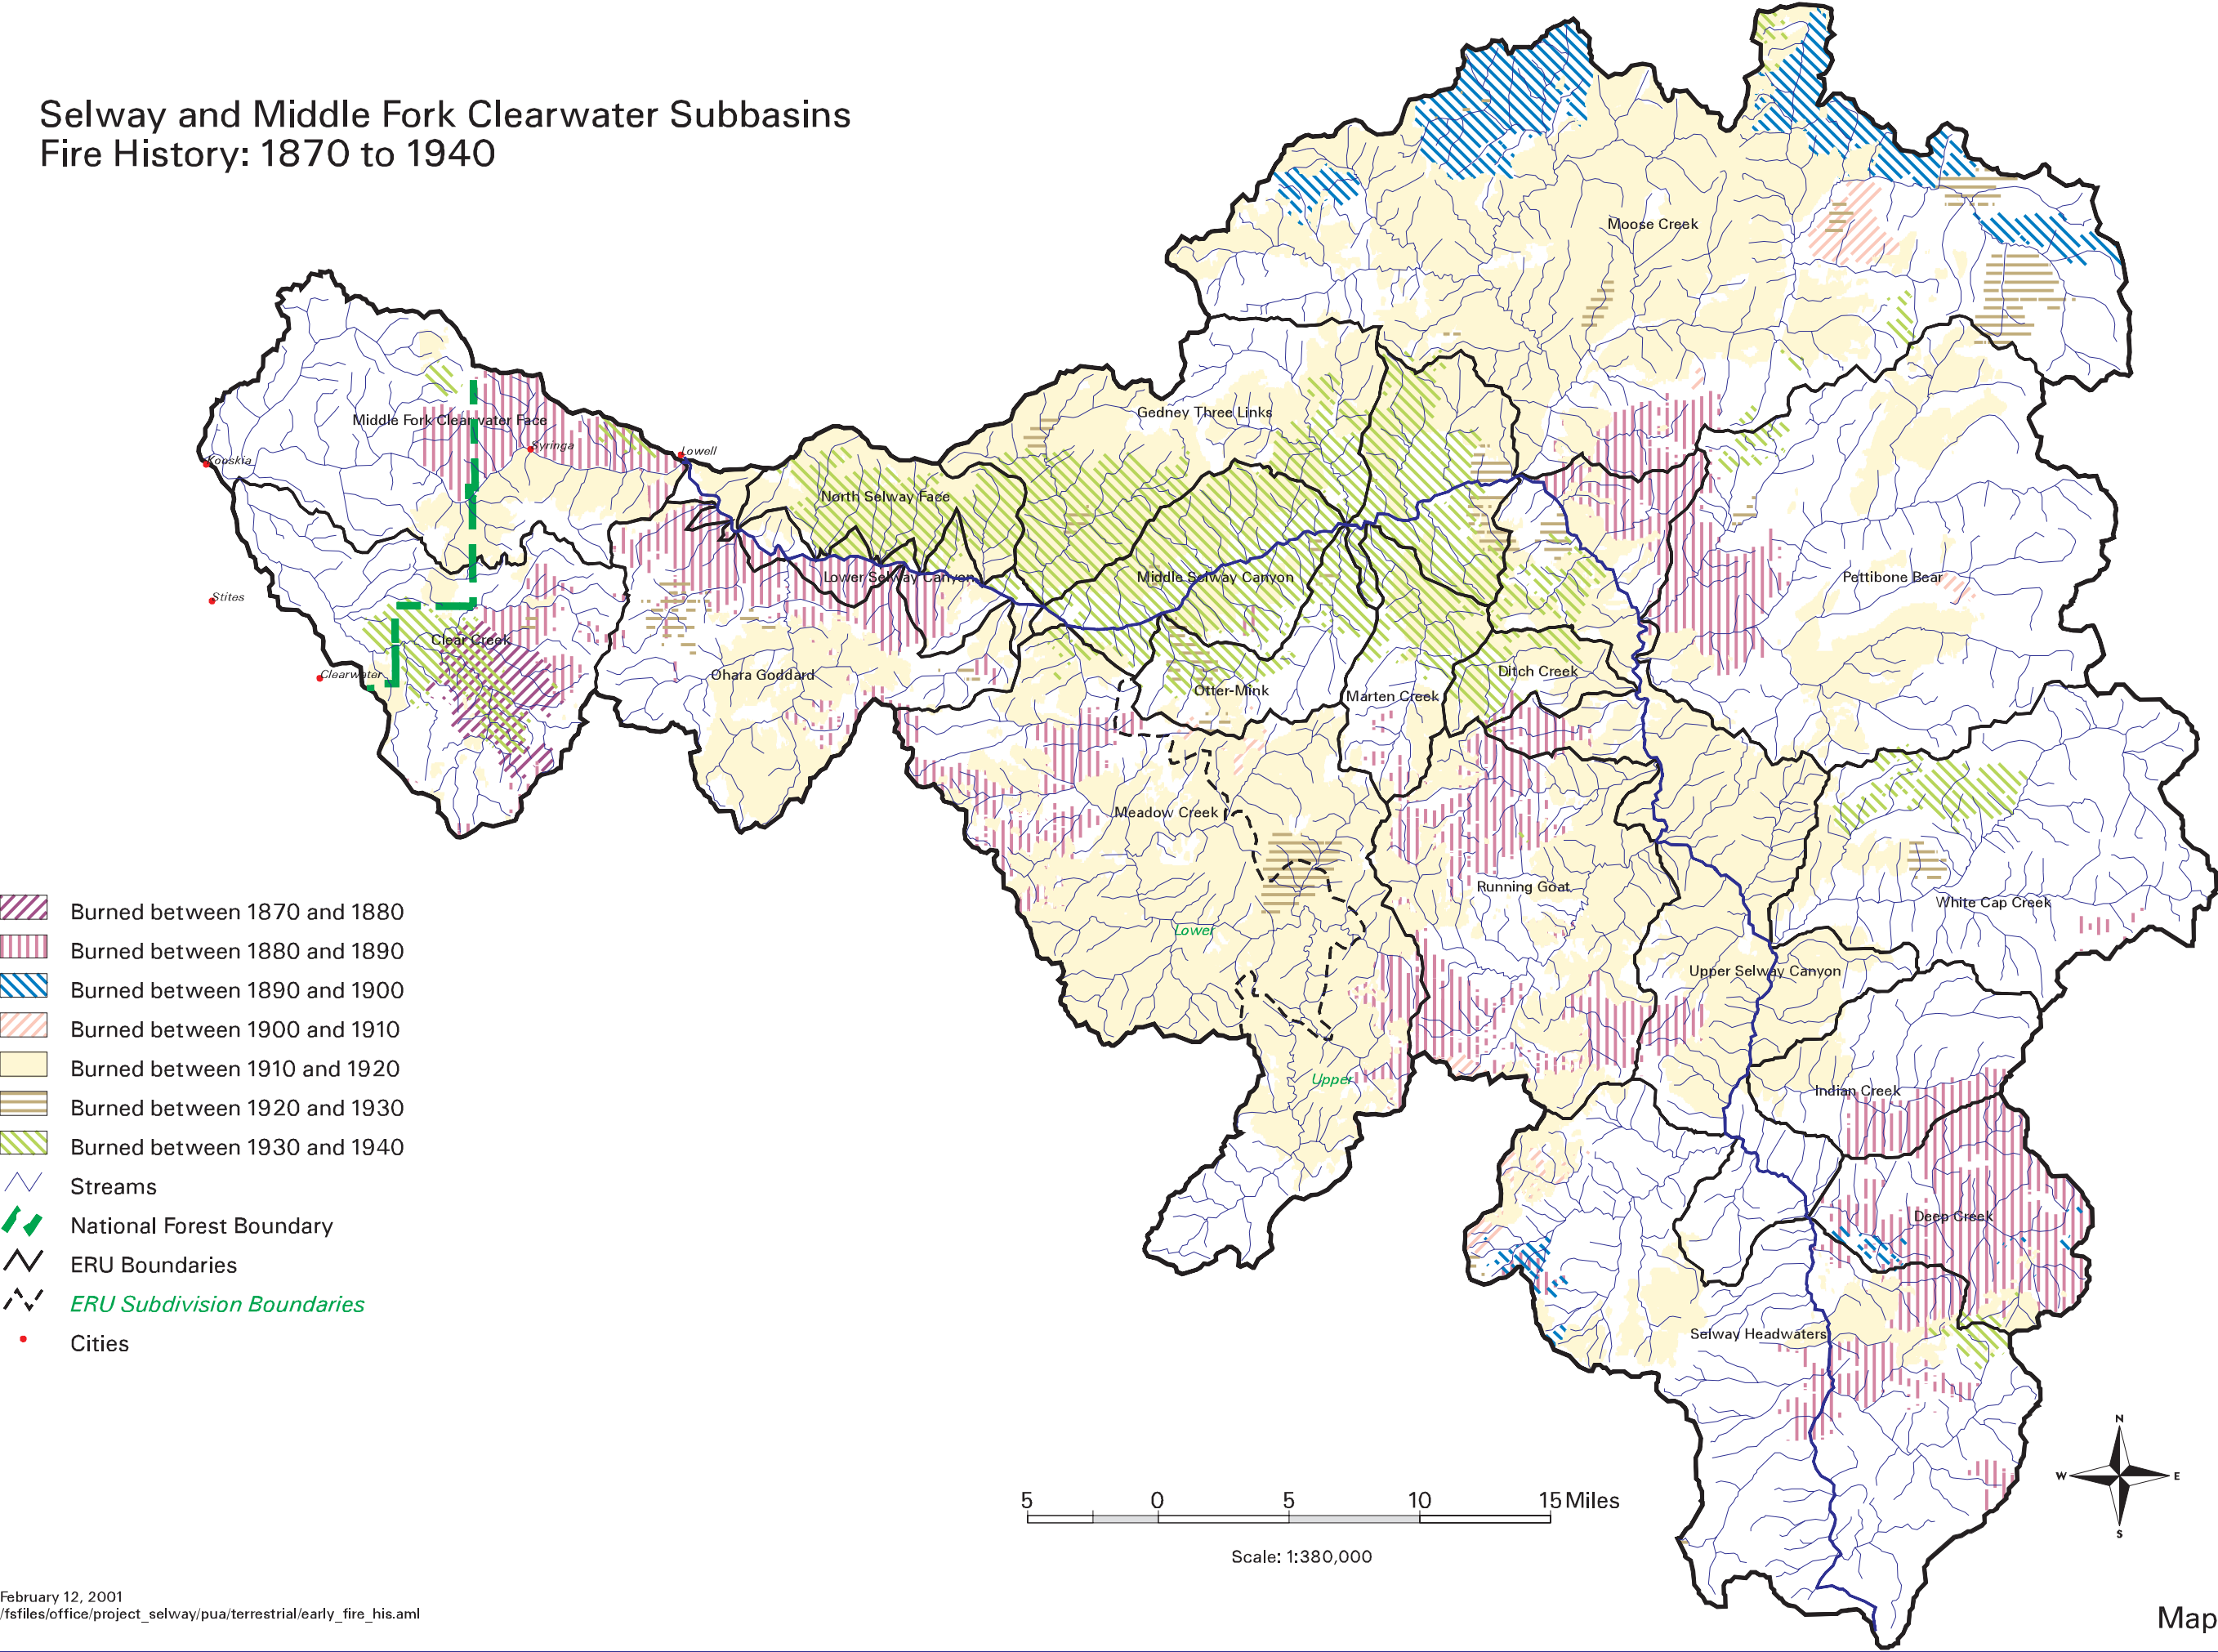 Selway and Middle Fork Clearwater Subbasins
Fire History: 1870 to 1940
Moose Creek
Gedney Three Links
Middle Fork Clearwater Face
Syringa
Lowell
Kooskia
North Selway Face
Lower Selway Canyon
Middle Selway Canyon
Pettibone Bear
Stites
Clear Creek
Clearwater
Ohara Goddard
Otter-Mink
Marten Creek
Ditch Creek
Meadow Creek
Running Goat
White Cap Creek
Lower
Upper Selway Canyon
Upper
Indian Creek
Deep Creek
Selway Headwaters
Burned between 1870 and 1880
Burned between 1880 and 1890
Burned between 1890 and 1900
Burned between 1900 and 1910
Burned between 1910 and 1920
Burned between 1920 and 1930
Burned between 1930 and 1940
Streams
National Forest Boundary
ERU Boundaries
ERU Subdivision Boundaries
Cities
N
W E
S
5 0 5 10 15 Miles
Scale: 1:380,000
February 12, 2001
/fsfiles/office/project_selway/pua/terrestrial/early_fire_his.aml
Map